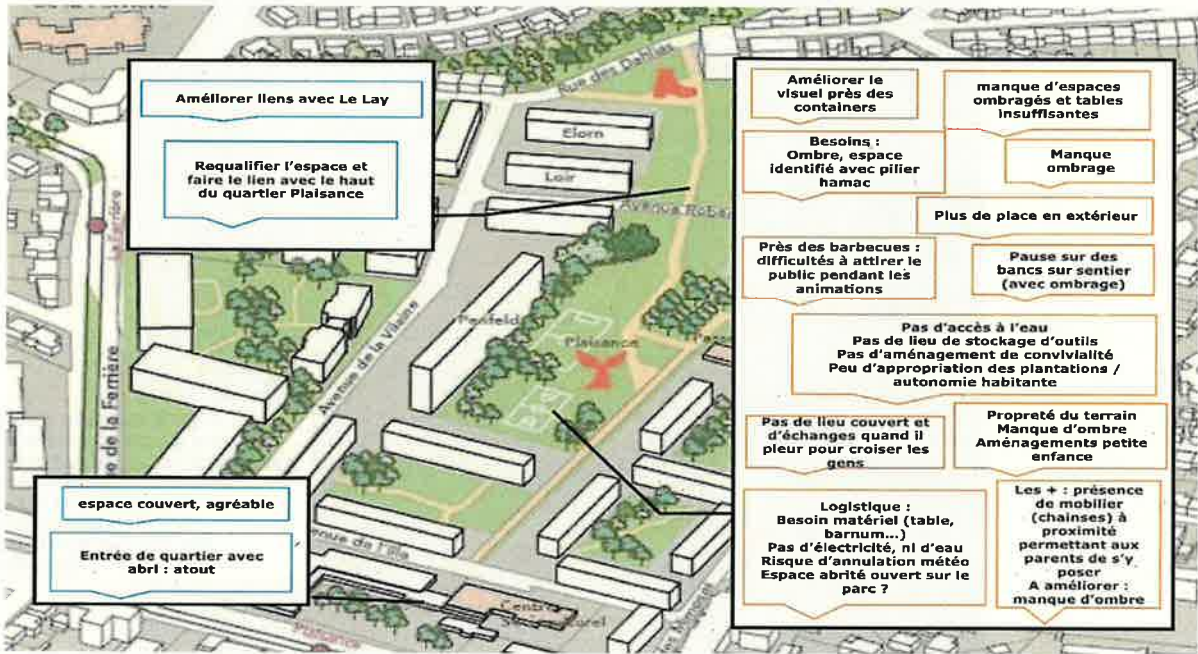 Améliorer liens avec Le Lay
Requalifier l'espace et
faire le lien avec le haut
du quartier Plaisance
espace couvert, agréable
Entrée de quartier avec
abri : atout
Améliorer le
visuel près des
containers
manque d'espaces
ombragés et tables
insuffisantes
Besoins :
Ombre, espace
identifié avec pilier
hamac
Manque
ombrage
Plus de place en extérieur
Près des barbecues :
difficultés à attirer le
public pendant les
animations
Pause sur des
bancs sur sentier
(avec ombrage)
Pas d'accès à l'eau
Pas de lieu de stockage d'outils
Pas d'aménagement de convivialité
Peu d'appropriation des plantations /
autonomie habitante
Pas de lieu couvert et
d'échanges quand il
pleur pour croiser les
gens
Propreté du terrain
Manque d'ombre
Aménagements petite
enfance
Logistique :
Besoin matériel (table,
barnum...)
Pas d'électricité, ni d'eau
Risque d'annulation météo
Espace abrité ouvert sur le
parc ?
Les + : présence
de mobilier
(chainses) à
proximité
permettant aux
parents de s'y
poser
A améliorer :
manque d'ombre
Rue des Dahlias
Elorn
Loir
Avenue Rober
Penfeld
Plaisance
Avenue de la Vilaine
La Ferrière
de la Ferrière
de l'Isle
Centre
Plaisance